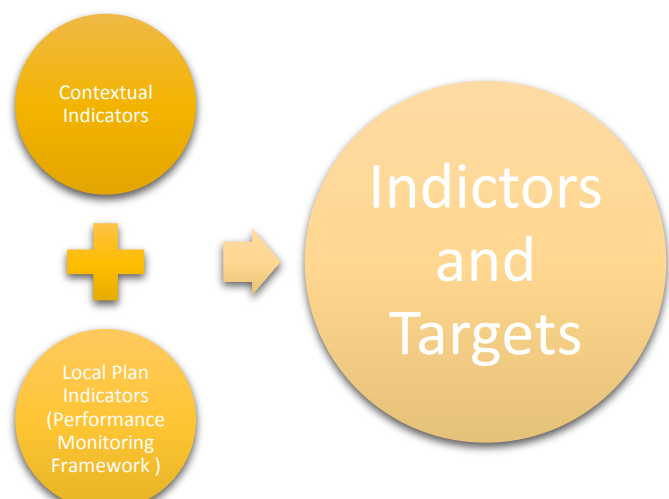 Contextual
Indicators
Local Plan
Indicators
(Performance
Monitoring
Framework )
Indictors
and
Targets